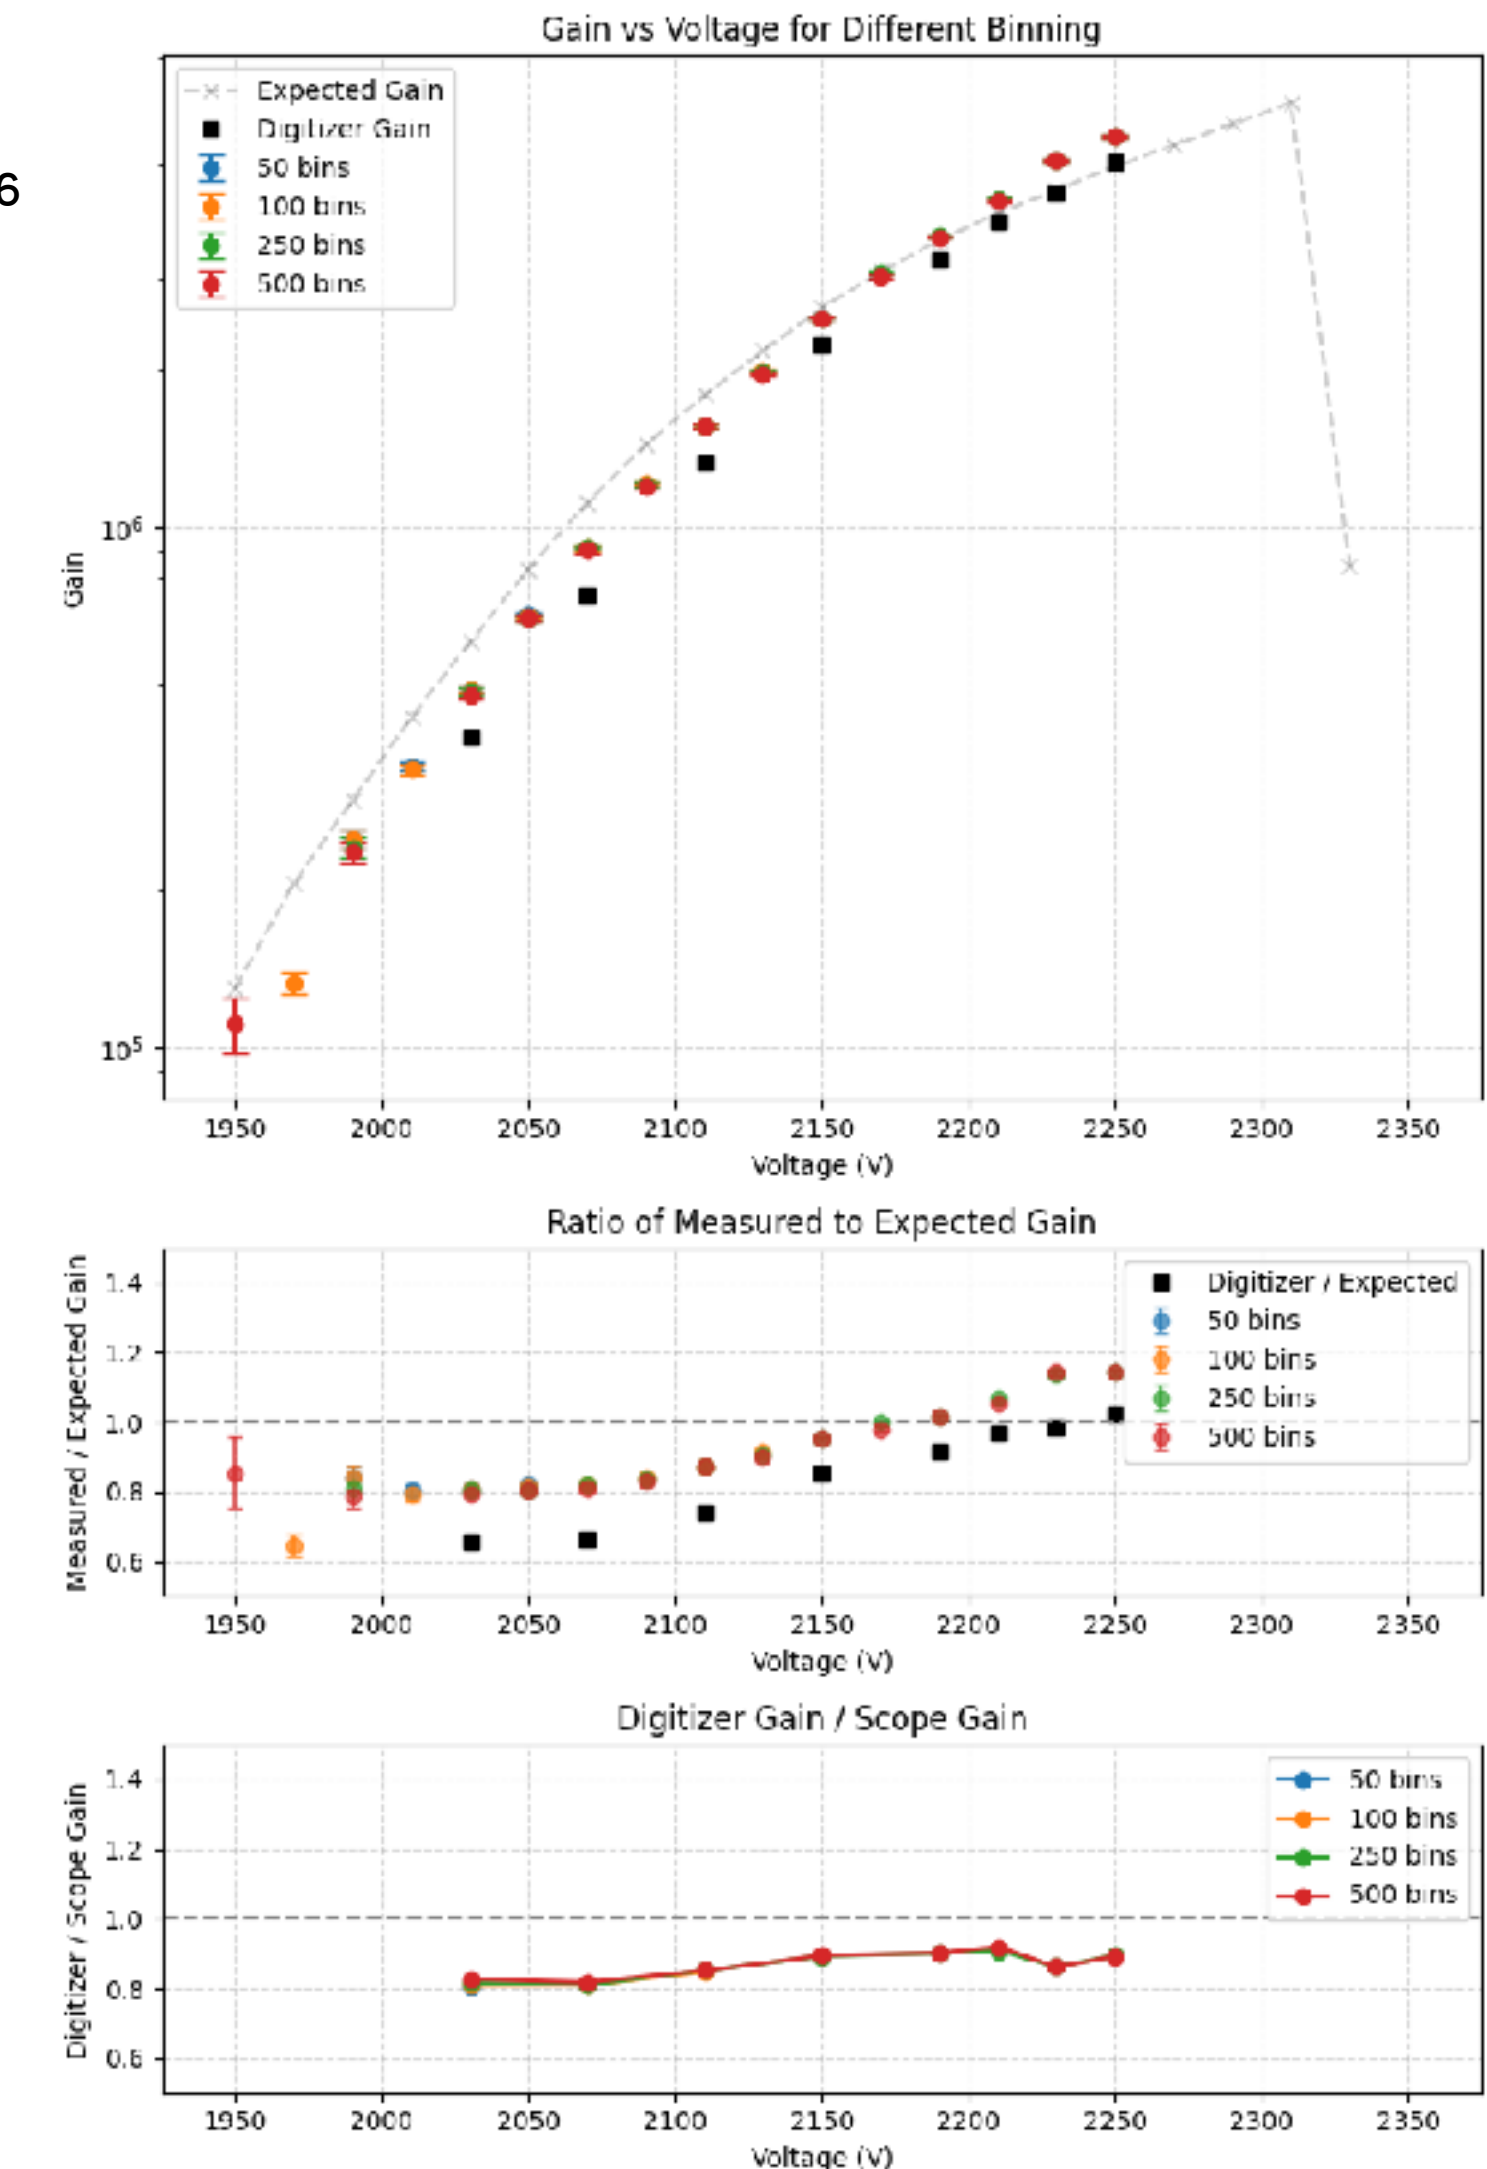 Gain vs Voltage for Different Binning
6
Expected Gain
Digitizer Gain
50 bins
100 bins
250 bins
500 bins
Gain
10⁶
10⁵
1950 2000 2050 2100 2150 2200 2250 2300 2350
Voltage (V)
Ratio of Measured to Expected Gain
Measured / Expected Gain
1.4
1.2
1.0
0.8
0.6
Digitizer / Expected
50 bins
100 bins
250 bins
500 bins
1950 2000 2050 2100 2150 2200 2250 2300 2350
Voltage (V)
Digitizer Gain / Scope Gain
Digitizer / Scope Gain
1.4
1.2
1.0
0.8
0.6
50 bins
100 bins
250 bins
500 bins
1950 2000 2050 2100 2150 2200 2250 2300 2350
Voltage (V)